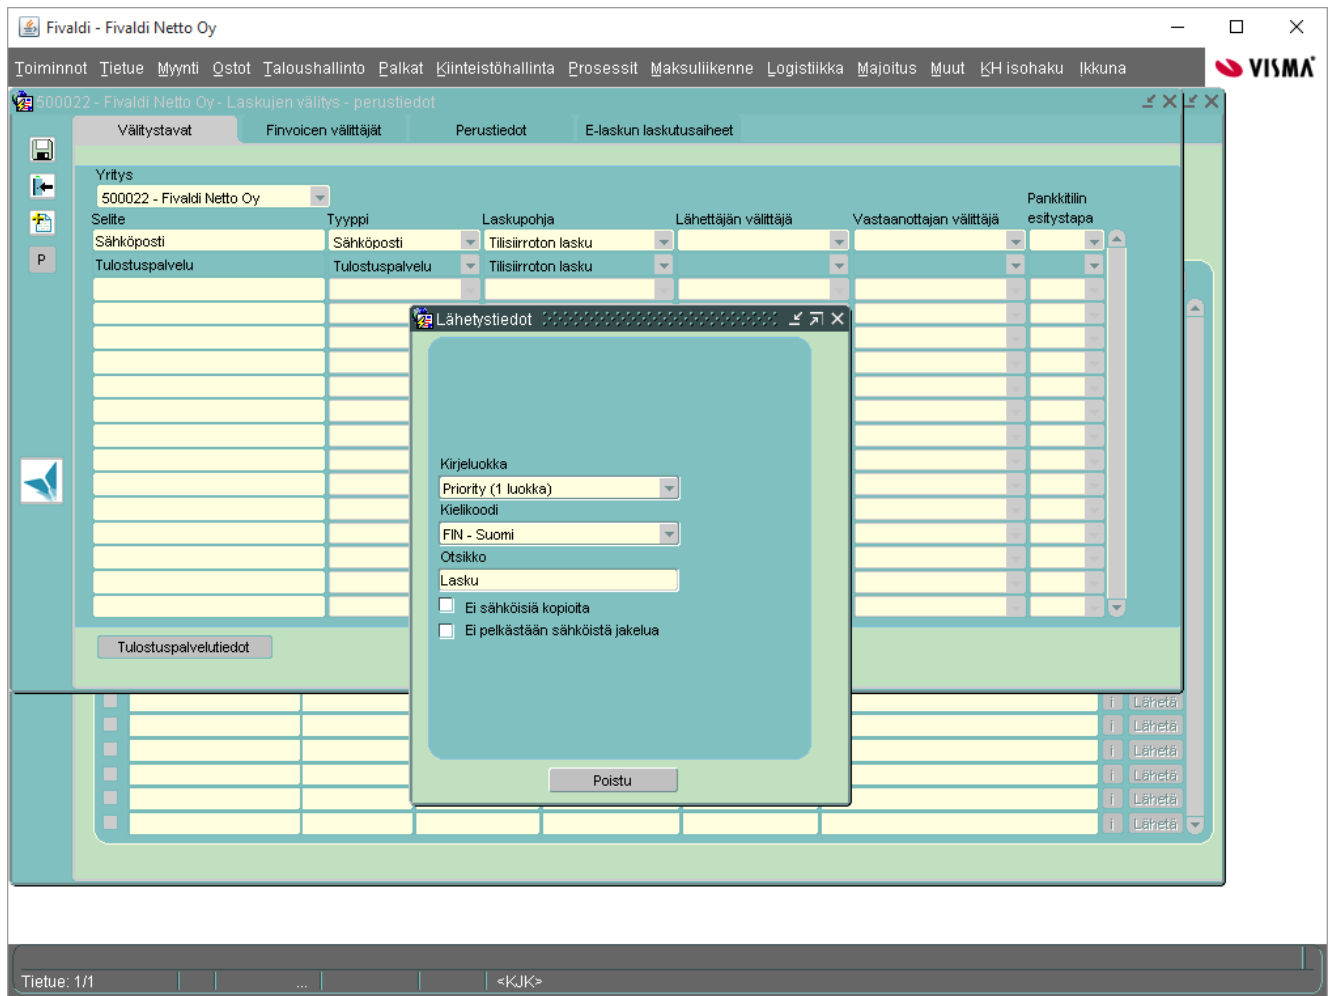 Fivaldi - Fivaldi Netto Oy
Toiminnot Tietue Myynti Ostot Taloushallinto Palkat Kiinteistöhallinta Prosessit Maksuliikenne Logistiikka Majoitus Muut KH isohaku Ikkuna
VISMA
500022 - Fivaldi Netto Oy - Laskujen välitys - perustiedot
Välitystavat Finvoicen välittäjät Perustiedot E-laskun laskutusaiheet
Yritys
500022 - Fivaldi Netto Oy
Pankkitilin
Selite Tyyppi Laskupohja Lähettäjän välittäjä Vastaanottajan välittäjä esitystapa
Sähköposti Sähköposti Tilisiirroton lasku
P
Tulostuspalvelu Tulostuspalvelu Tilisiirroton lasku
Lähetystiedot
Kirjeluokka
Priority (1 luokka)
Kielikoodi
FIN - Suomi
Otsikko
Lasku
Ei sähköisiä kopioita
Ei pelkästään sähköistä jakelua
Tulostuspalvelutiedot
Poistu
i Lähetä
i Lähetä
i Lähetä
i Lähetä
i Lähetä
i Lähetä
Tietue: 1/1 ... <KJK>